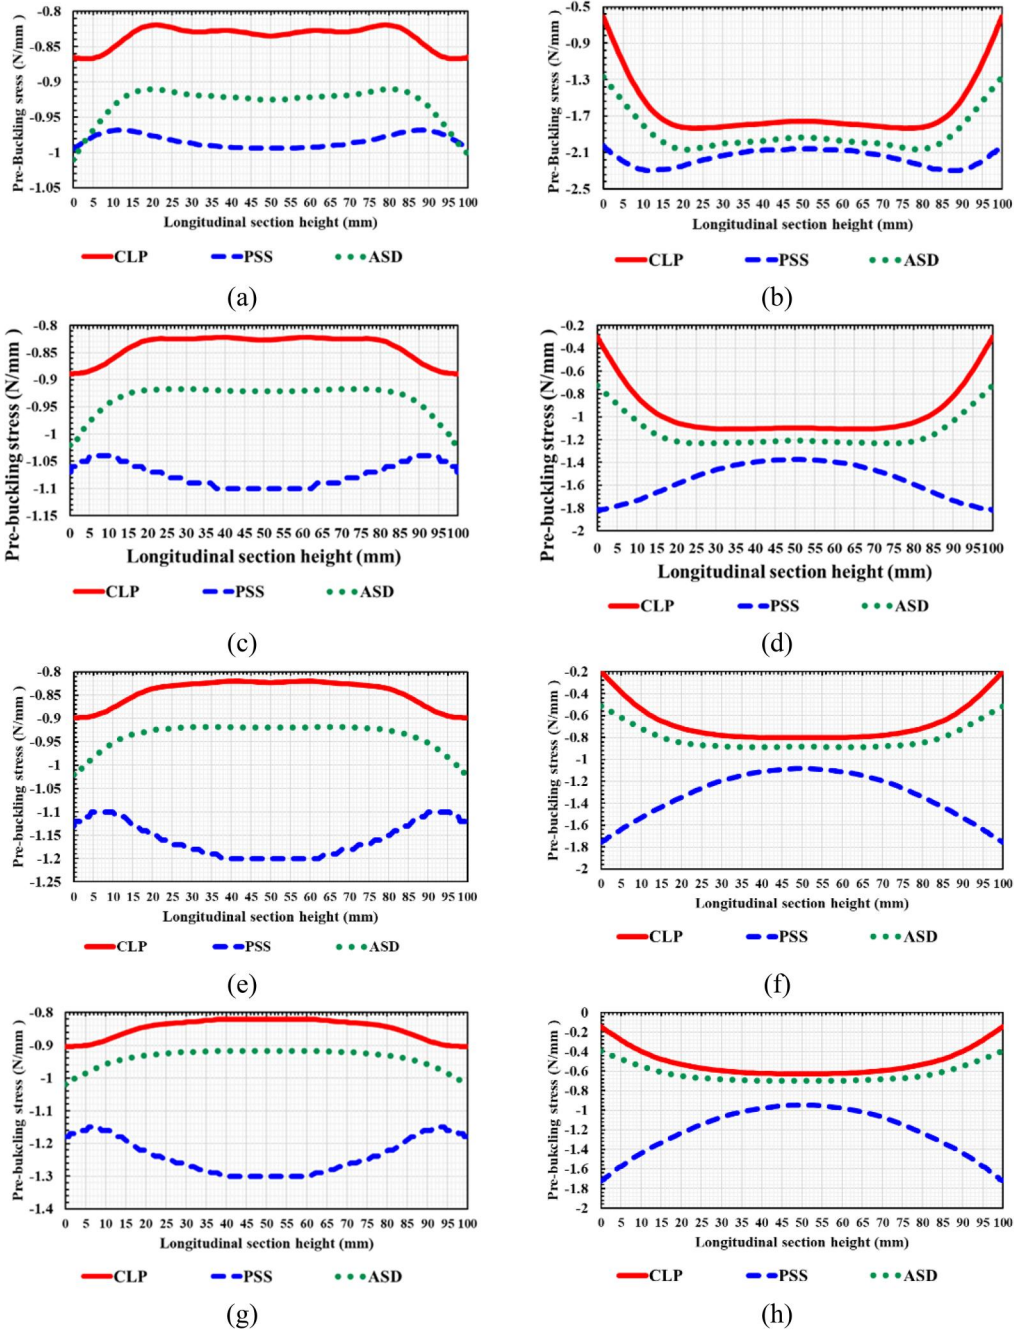 -0.8
-0.85
-0.9
-0.95
-1
-1.05
Pre-Buckling sress (N/mm )
0 5 10 15 20 25 30 35 40 45 50 55 60 65 70 75 80 85 90 95 100
Longitudinal section height (mm)
CLP PSS ASD
(a)
-0.5
-0.9
-1.3
-1.7
-2.1
-2.5
Pre-Buckling stress (N/mm )
0 5 10 15 20 25 30 35 40 45 50 55 60 65 70 75 80 85 90 95 100
Longitudinal section height (mm)
CLP PSS ASD
(b)
-0.8
-0.85
-0.9
-0.95
-1
-1.05
-1.1
-1.15
Pre-buckling stress (N/mm )
0 5 10 15 20 25 30 35 40 45 50 55 60 65 70 75 80 85 90 95 100
Longitudinal section height (mm)
CLP PSS ASD
(c)
-0.2
-0.4
-0.6
-0.8
-1
-1.2
-1.4
-1.6
-1.8
-2
Pre-buckling stress (N/mm )
0 5 10 15 20 25 30 35 40 45 50 55 60 65 70 75 80 85 90 95 100
Longitudinal section height (mm)
CLP PSS ASD
(d)
-0.8
-0.85
-0.9
-0.95
-1
-1.05
-1.1
-1.15
-1.2
-1.25
Pre-buckling stress (N/mm )
0 5 10 15 20 25 30 35 40 45 50 55 60 65 70 75 80 85 90 95 100
Longitudinal section height (mm)
CLP PSS ASD
(e)
-0.2
-0.4
-0.6
-0.8
-1
-1.2
-1.4
-1.6
-1.8
-2
Pre-buckling stress (N/mm )
0 5 10 15 20 25 30 35 40 45 50 55 60 65 70 75 80 85 90 95 100
Longitudinal section height (mm)
CLP PSS ASD
(f)
-0.8
-0.9
-1
-1.1
-1.2
-1.3
-1.4
Pre-bukcling stress (N/mm )
0 5 10 15 20 25 30 35 40 45 50 55 60 65 70 75 80 85 90 95 100
Longitudinal section height (mm)
CLP PSS ASD
(g)
0
-0.2
-0.4
-0.6
-0.8
-1
-1.2
-1.4
-1.6
-1.8
-2
Pre-buckling stress (N/mm )
0 5 10 15 20 25 30 35 40 45 50 55 60 65 70 75 80 85 90 95 100
Longitudinal section height (mm)
CLP PSS ASD
(h)